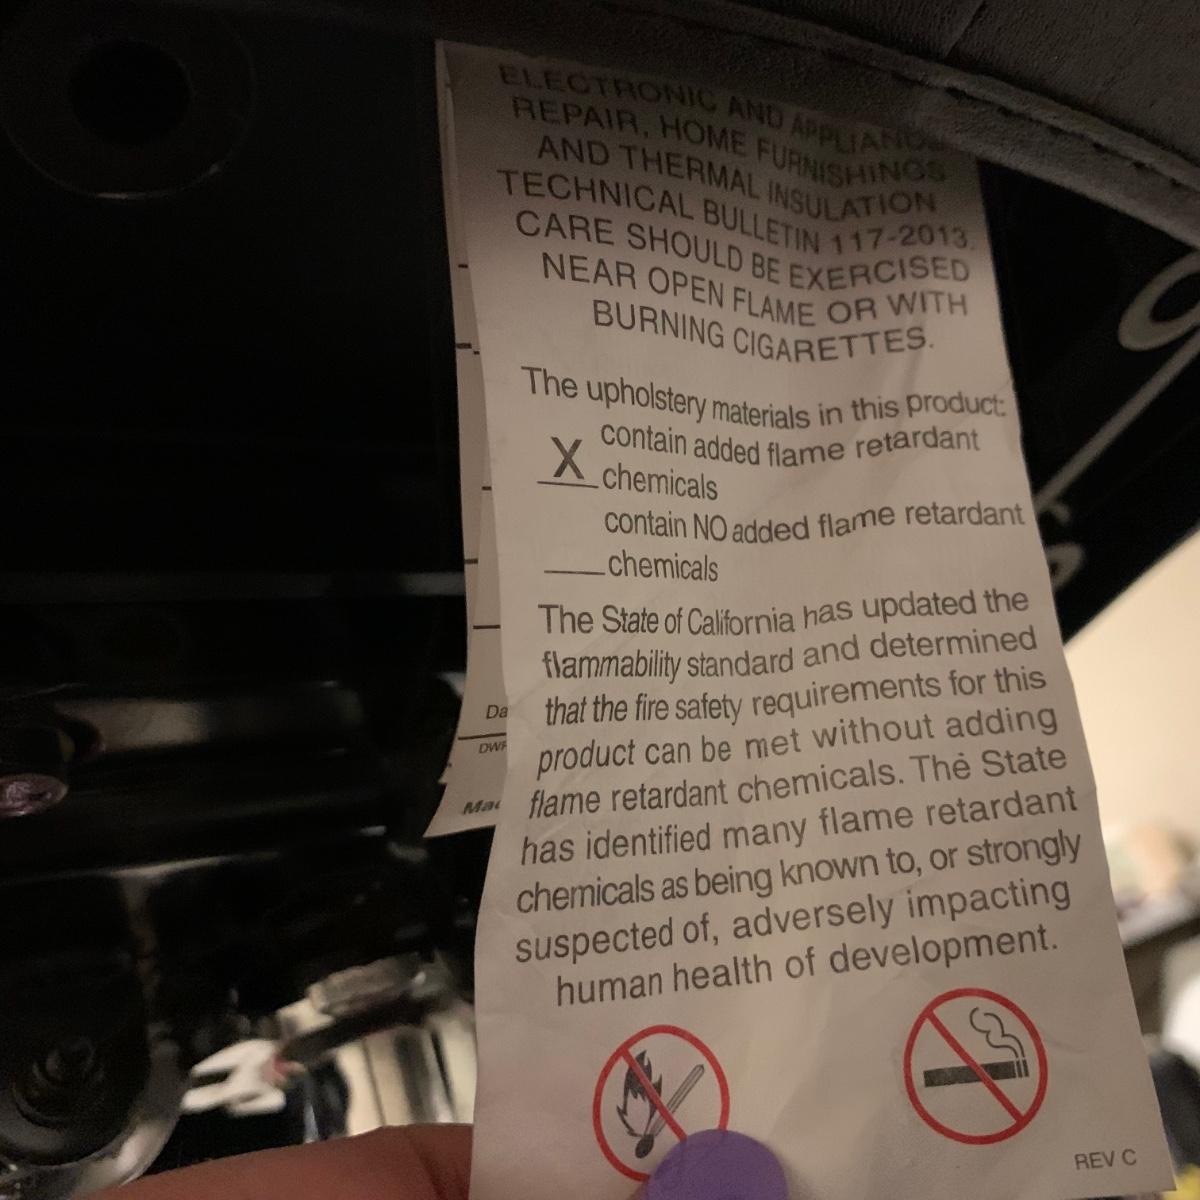 ELECTRONIC AND APPLIANCE
REPAIR, HOME FURNISHINGS
AND THERMAL INSULATION
TECHNICAL BULLETIN 117-2013.
CARE SHOULD BE EXERCISED
NEAR OPEN FLAME OR WITH
BURNING CIGARETTES.
The upholstery materials in this product:
contain added flame retardant
X chemicals
contain NO added flame retardant
____chemicals
The State of California has updated the
flammability standard and determined
that the fire safety requirements for this
product can be met without adding
flame retardant chemicals. The State
has identified many flame retardant
chemicals as being known to, or strongly
suspected of, adversely impacting
human health of development.
REV C
Da
DWR
Mad